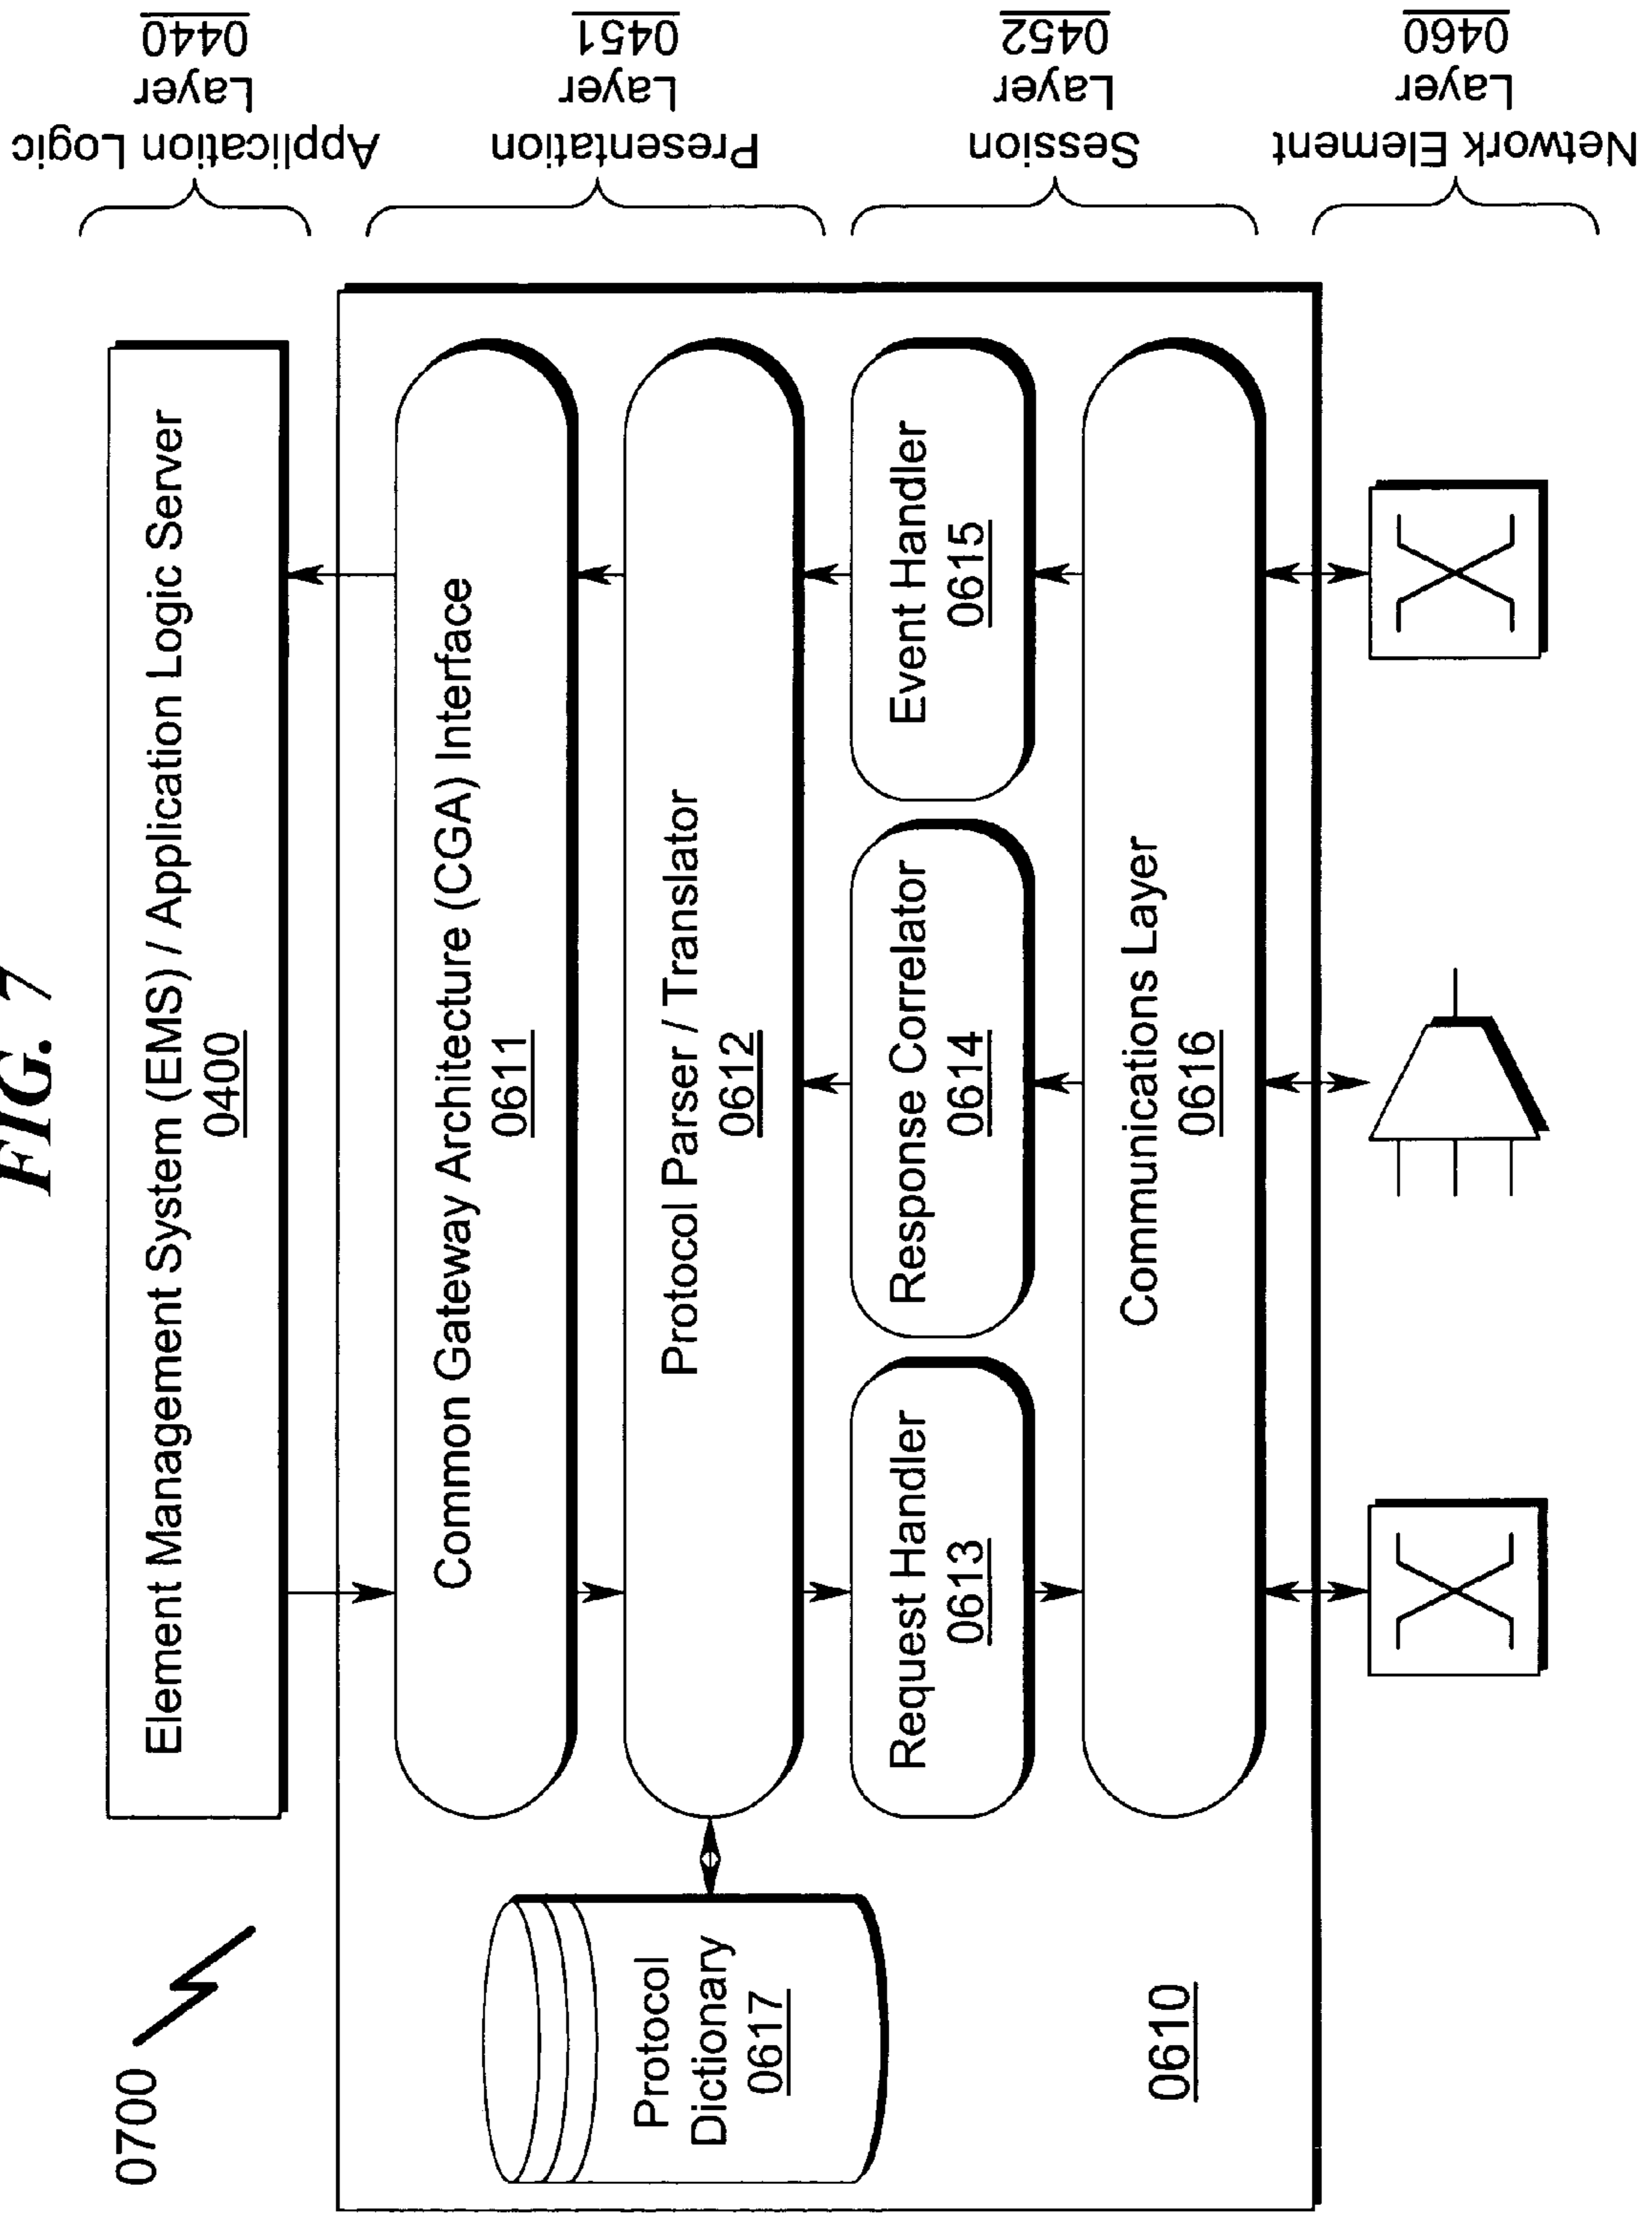 FIG. 7
0700
Element Management System (EMS) / Application Logic Server
0400
Common Gateway Architecture (CGA) Interface
0611
Protocol Parser / Translator
0612
Protocol
Dictionary
0617
Request Handler
0613
Response Correlator
0614
Event Handler
0615
Communications Layer
0616
0610
Application Logic
Layer
0440
Presentation
Layer
0451
Session
Layer
0452
Network Element
Layer
0460